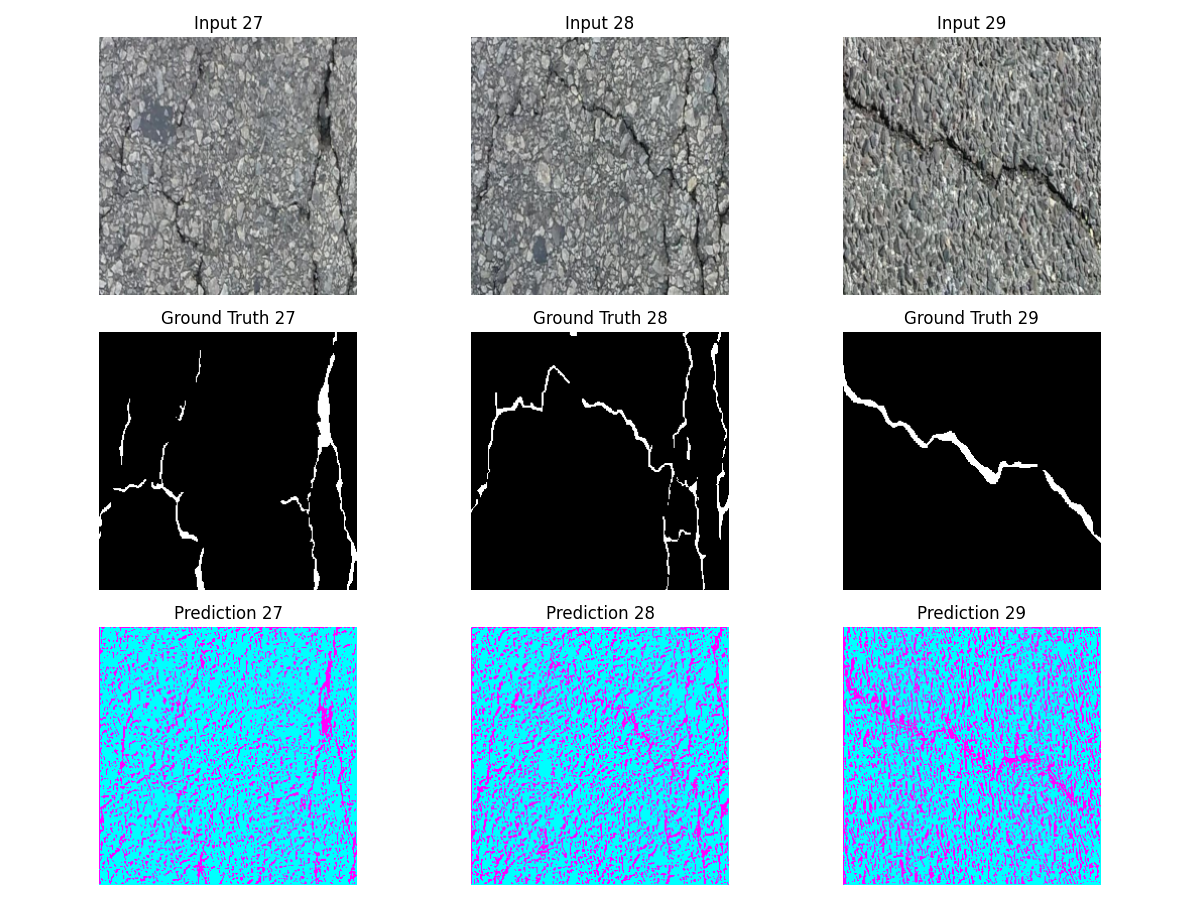 Input 27
Input 28
Input 29
Ground Truth 27
Ground Truth 28
Ground Truth 29
Prediction 27
Prediction 28
Prediction 29